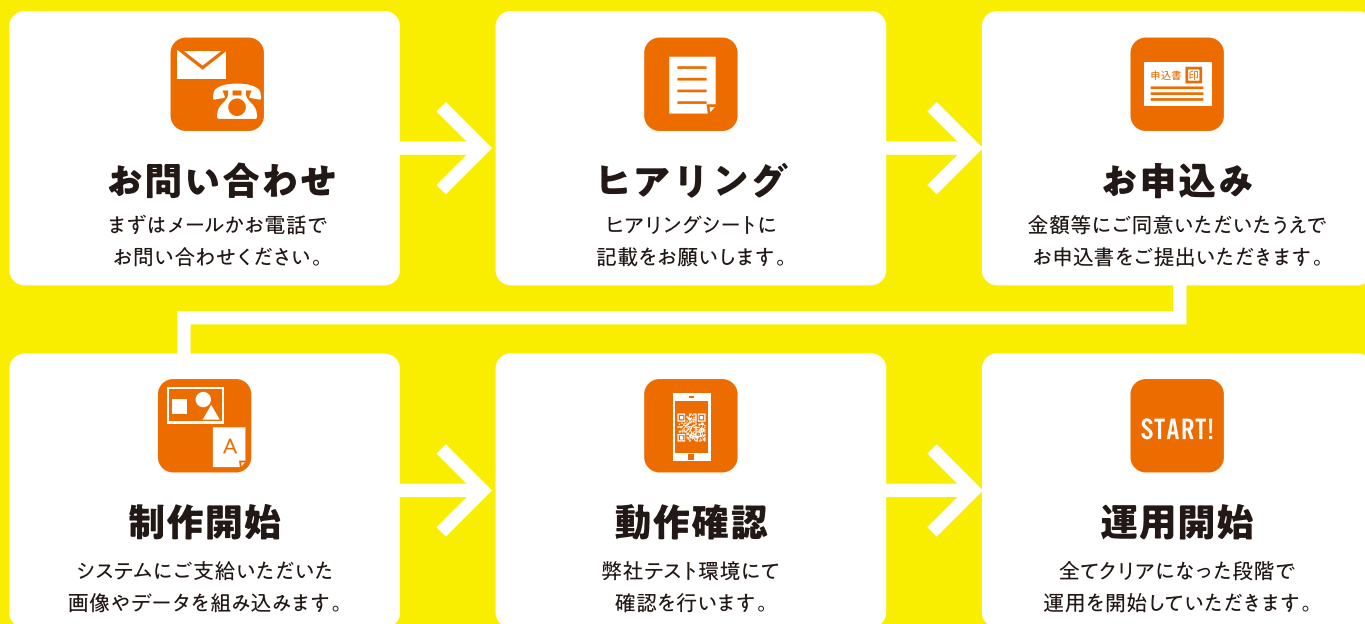 お問い合わせ
まずはメールかお電話で
お問い合わせください。
ヒアリング
ヒアリングシートに
記載をお願いします。
申込書 印
お申込み
金額等にご同意いただいたうえで
お申込書をご提出いただきます。
A
制作開始
システムにご支給いただいた
画像やデータを組み込みます。
動作確認
弊社テスト環境にて
確認を行います。
START!
運用開始
全てクリアになった段階で
運用を開始していただきます。